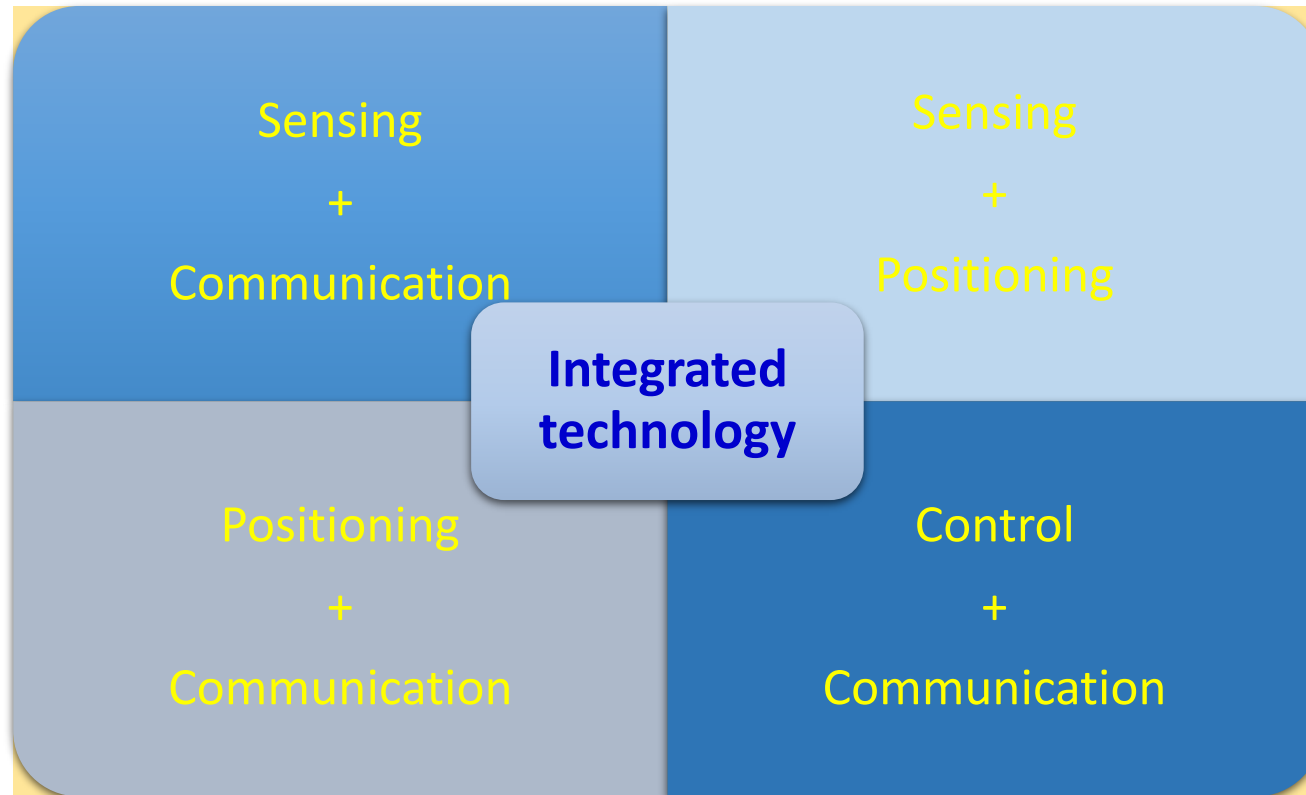 Sensing
+
Communication
Sensing
+
Positioning
Integrated
technology
Positioning
+
Communication
Control
+
Communication